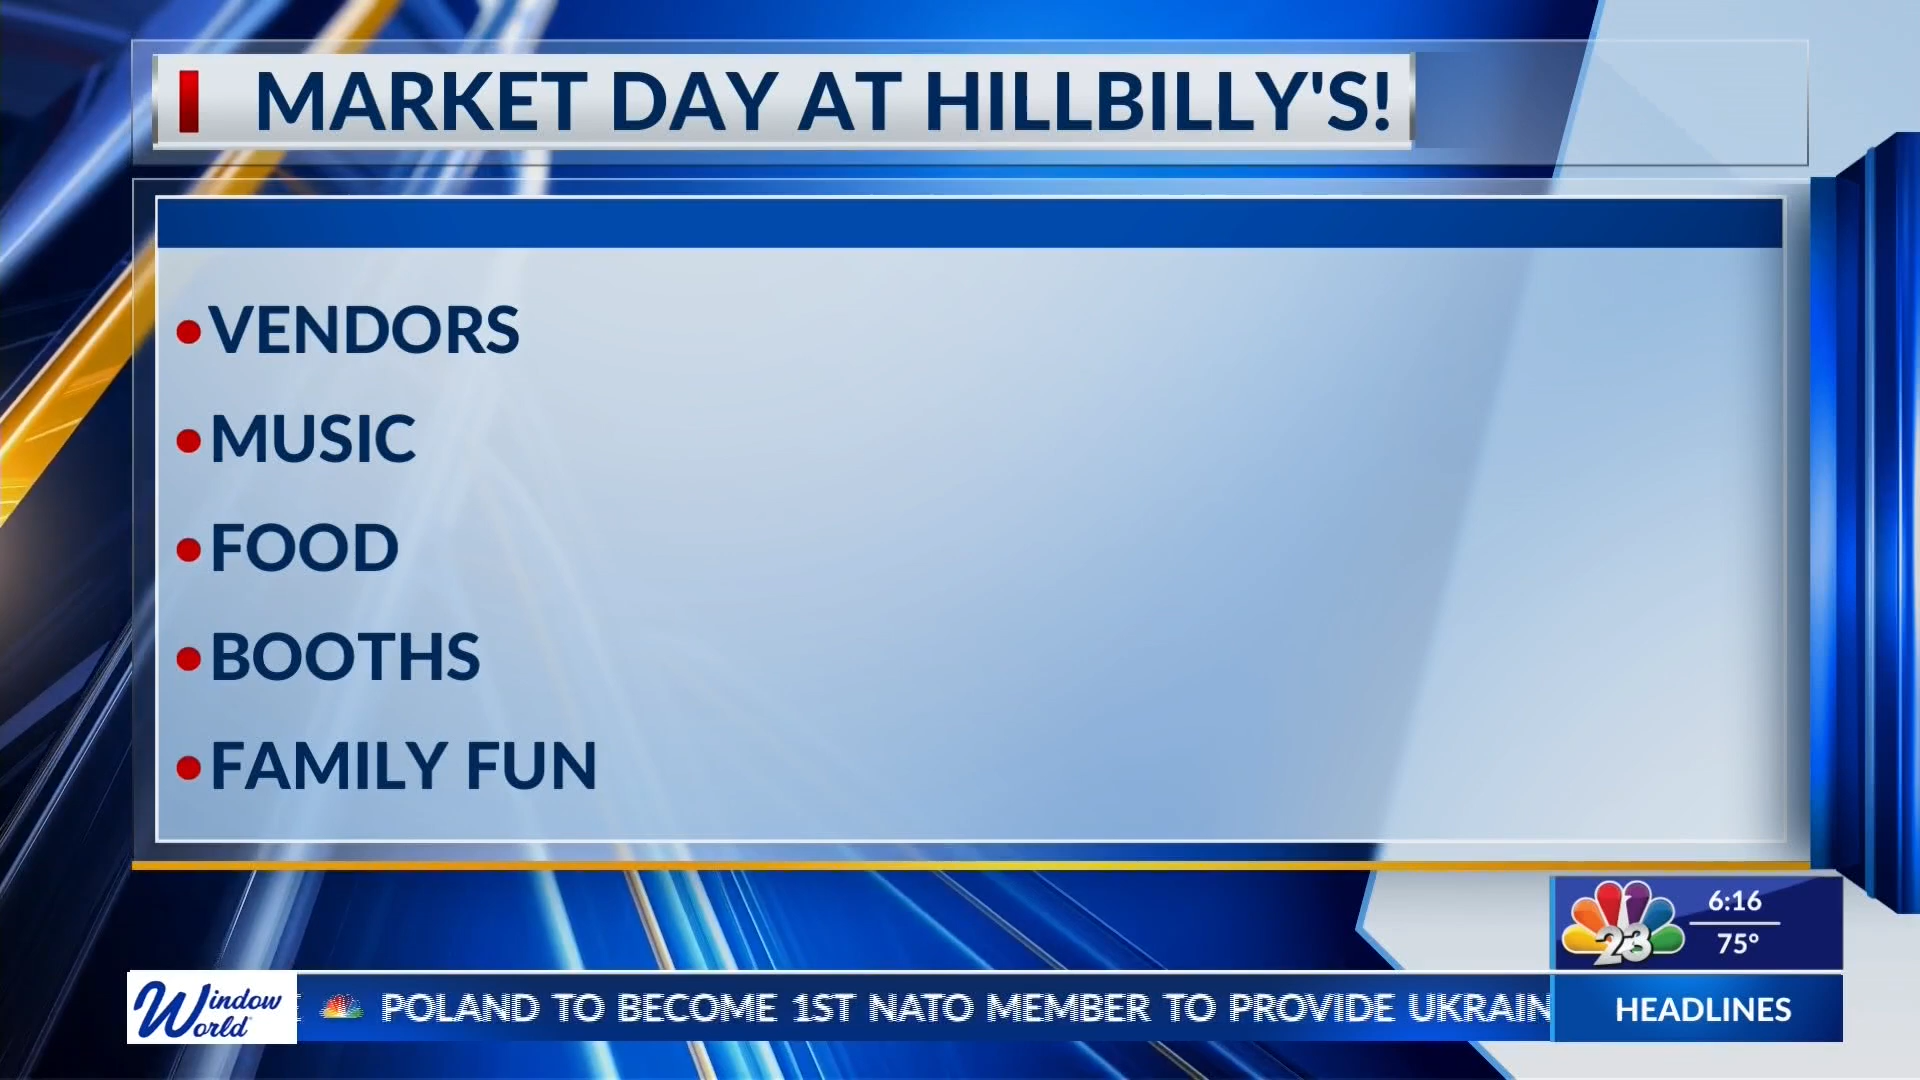 MARKET DAY AT HILLBILLY'S!
•VENDORS
•MUSIC
•FOOD
•BOOTHS
•FAMILY FUN
23
6:16
75°
Window World
POLAND TO BECOME 1ST NATO MEMBER TO PROVIDE UKRAIN
HEADLINES